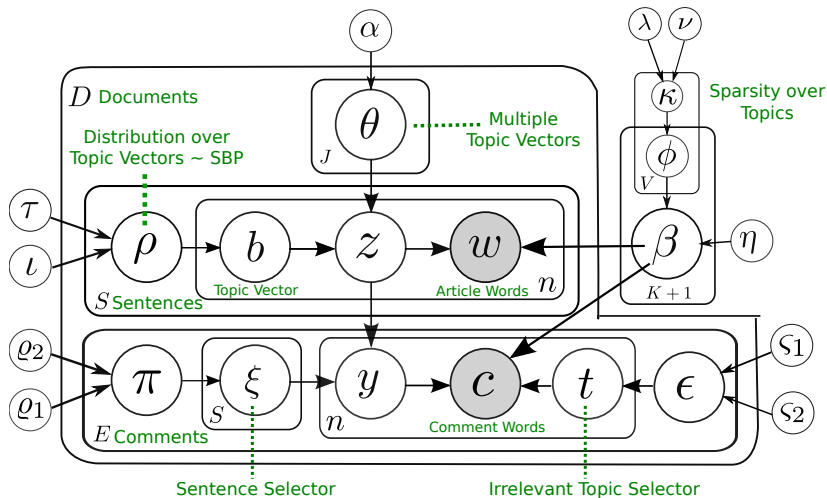 α
λ
ν
D Documents
θ
J
Multiple
Topic Vectors
κ
Sparsity over
Topics
Distribution over
Topic Vectors ~ SBP
ϕ
V
τ
ι
ρ
b
z
w
β
η
Topic Vector
Article Words
n
S Sentences
K + 1
ϱ2
ϱ1
π
ξ
S
y
c
t
ϵ
ς1
ς2
n
Comment Words
E Comments
Sentence Selector
Irrelevant Topic Selector